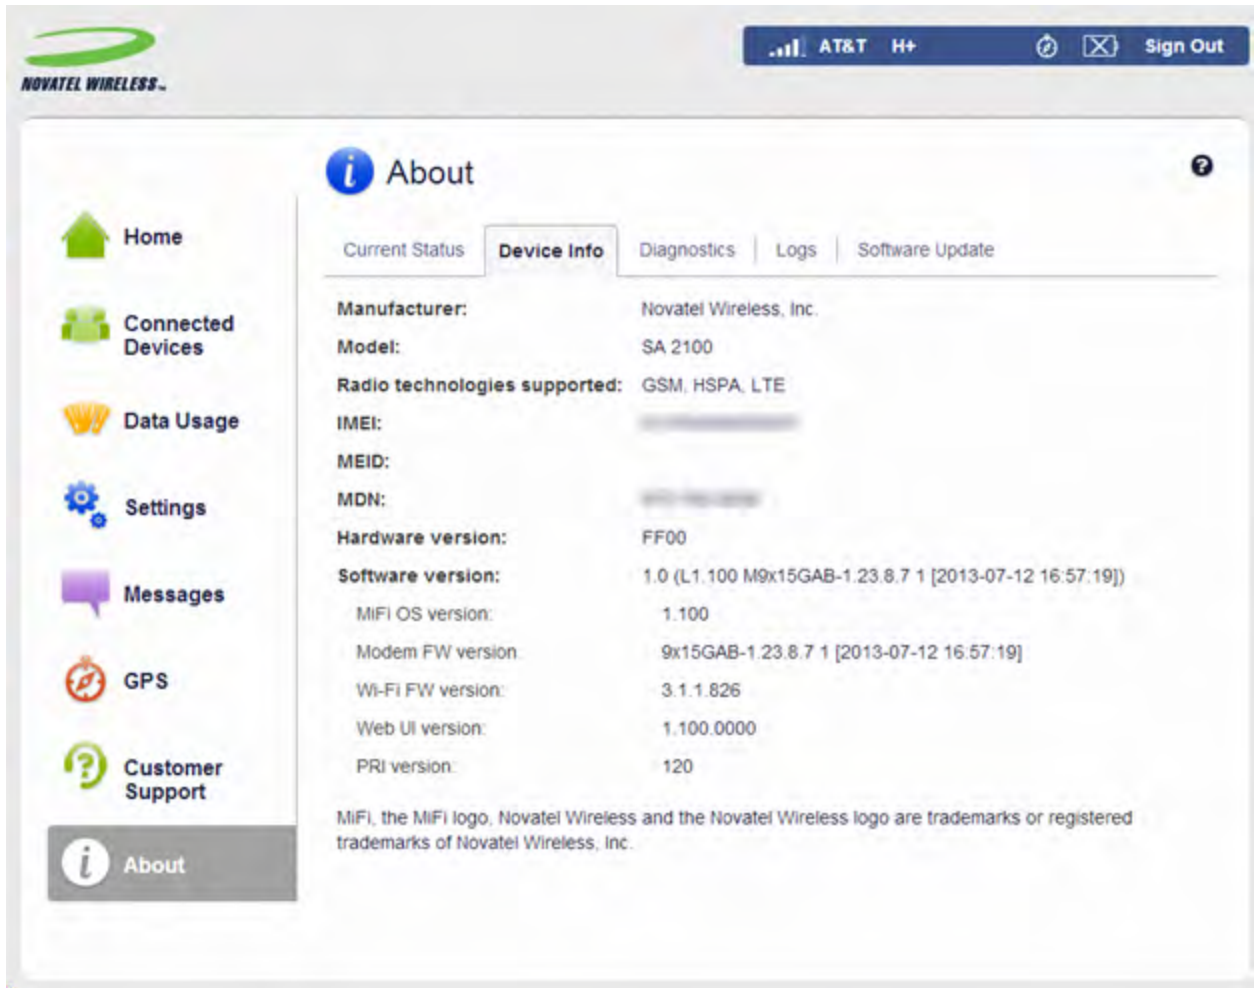 NOVATEL WIRELESS™
AT&T H+ Sign Out
About
Home
Connected
Devices
Data Usage
Settings
Messages
GPS
Customer
Support
About
Current Status Device Info Diagnostics Logs Software Update
Manufacturer: Novatel Wireless, Inc.
Model: SA 2100
Radio technologies supported: GSM, HSPA, LTE
IMEI:
MEID:
MDN:
Hardware version: FF00
Software version: 1.0 (L1.100 M9x15GAB-1.23.8.7 1 [2013-07-12 16:57:19])
MiFi OS version: 1.100
Modem FW version: 9x15GAB-1.23.8.7 1 [2013-07-12 16:57:19]
Wi-Fi FW version: 3.1.1.826
Web UI version: 1.100.0000
PRI version: 120
MiFi, the MiFi logo, Novatel Wireless and the Novatel Wireless logo are trademarks or registered
trademarks of Novatel Wireless, Inc.